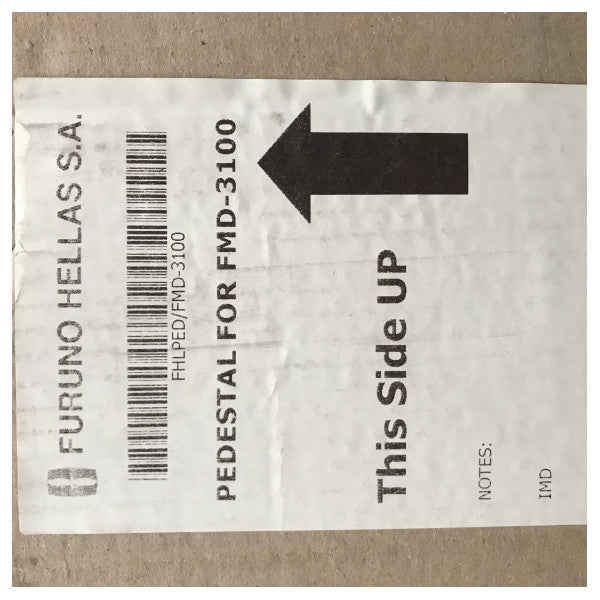 FURUNO HELLAS S.A.
FHLPED/FMD-3100
PEDESTAL FOR FMD-3100
This Side UP
NOTES:
IMD